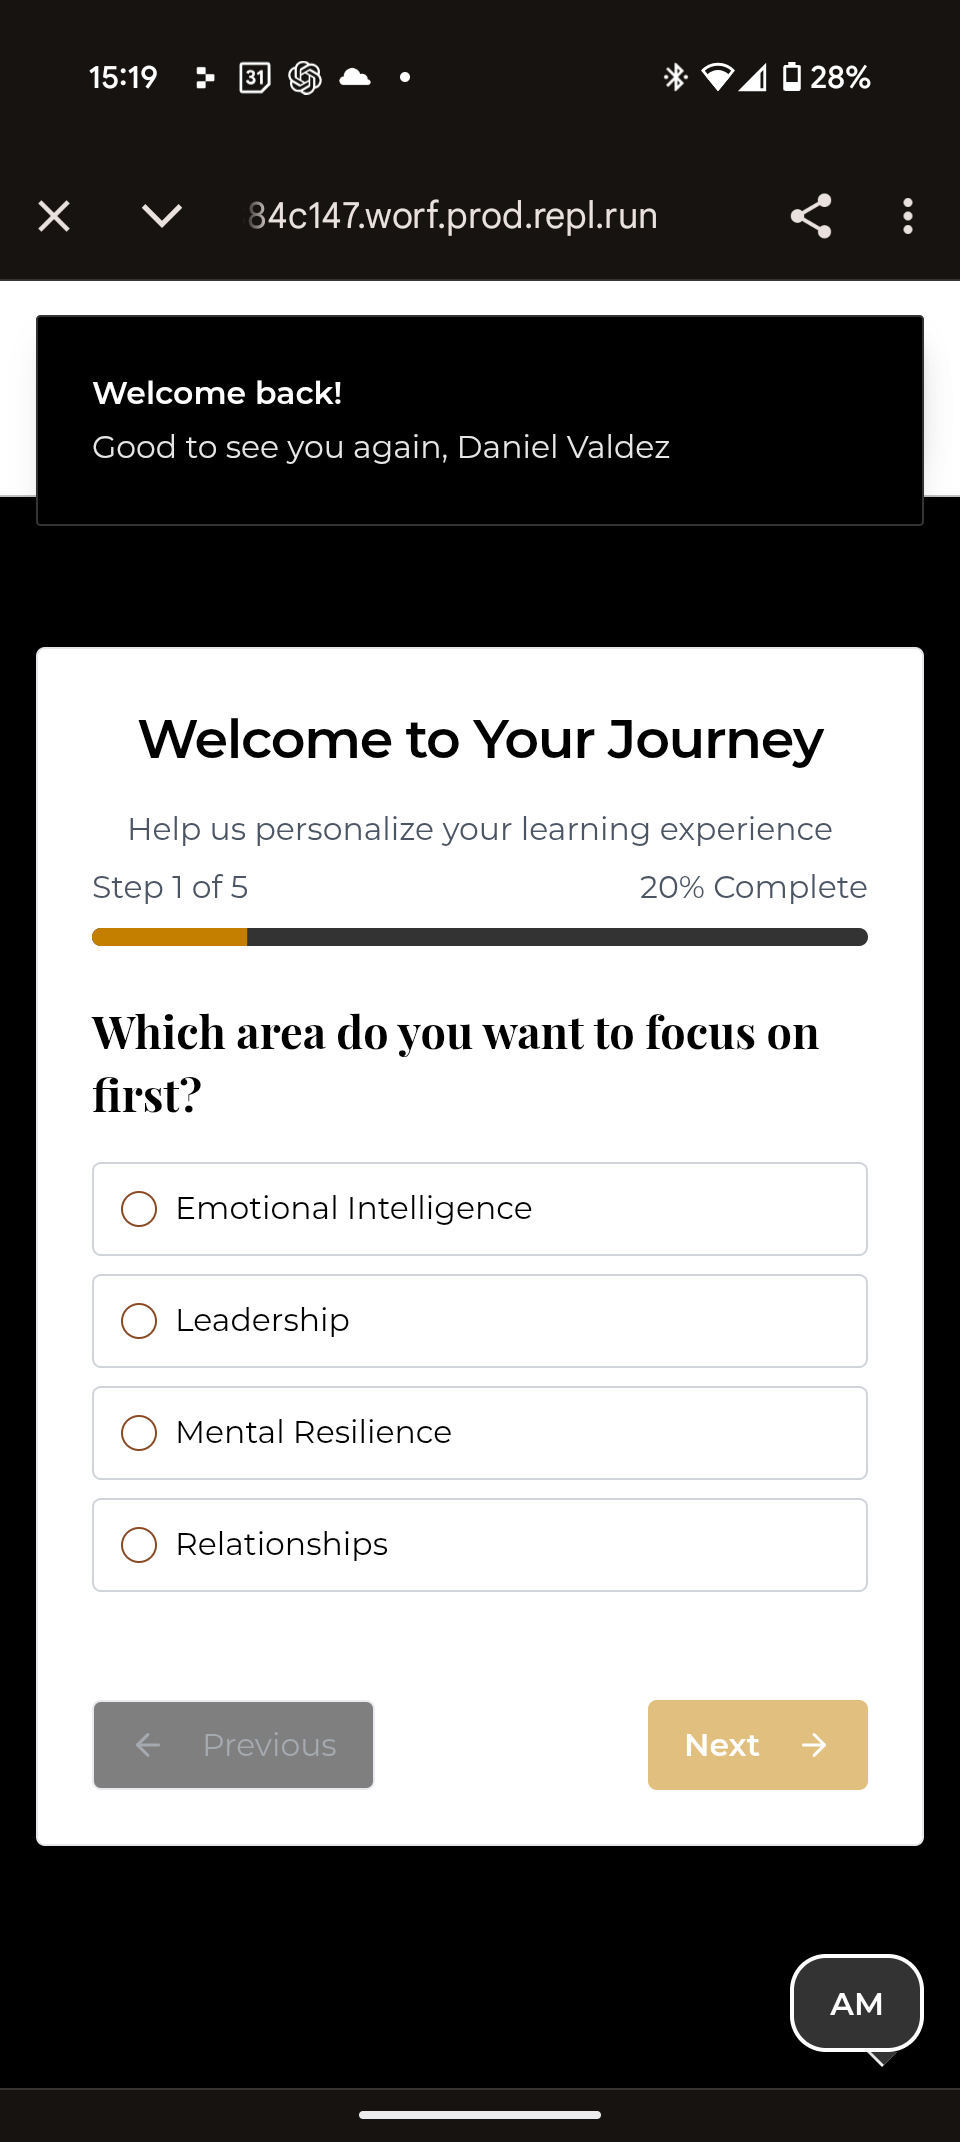 15:19
31
28%
84c147.worf.prod.repl.run
Welcome back!
Good to see you again, Daniel Valdez
Welcome to Your Journey
Help us personalize your learning experience
Step 1 of 5
20% Complete
Which area do you want to focus on
first?
Emotional Intelligence
Leadership
Mental Resilience
Relationships
Previous
Next
AM